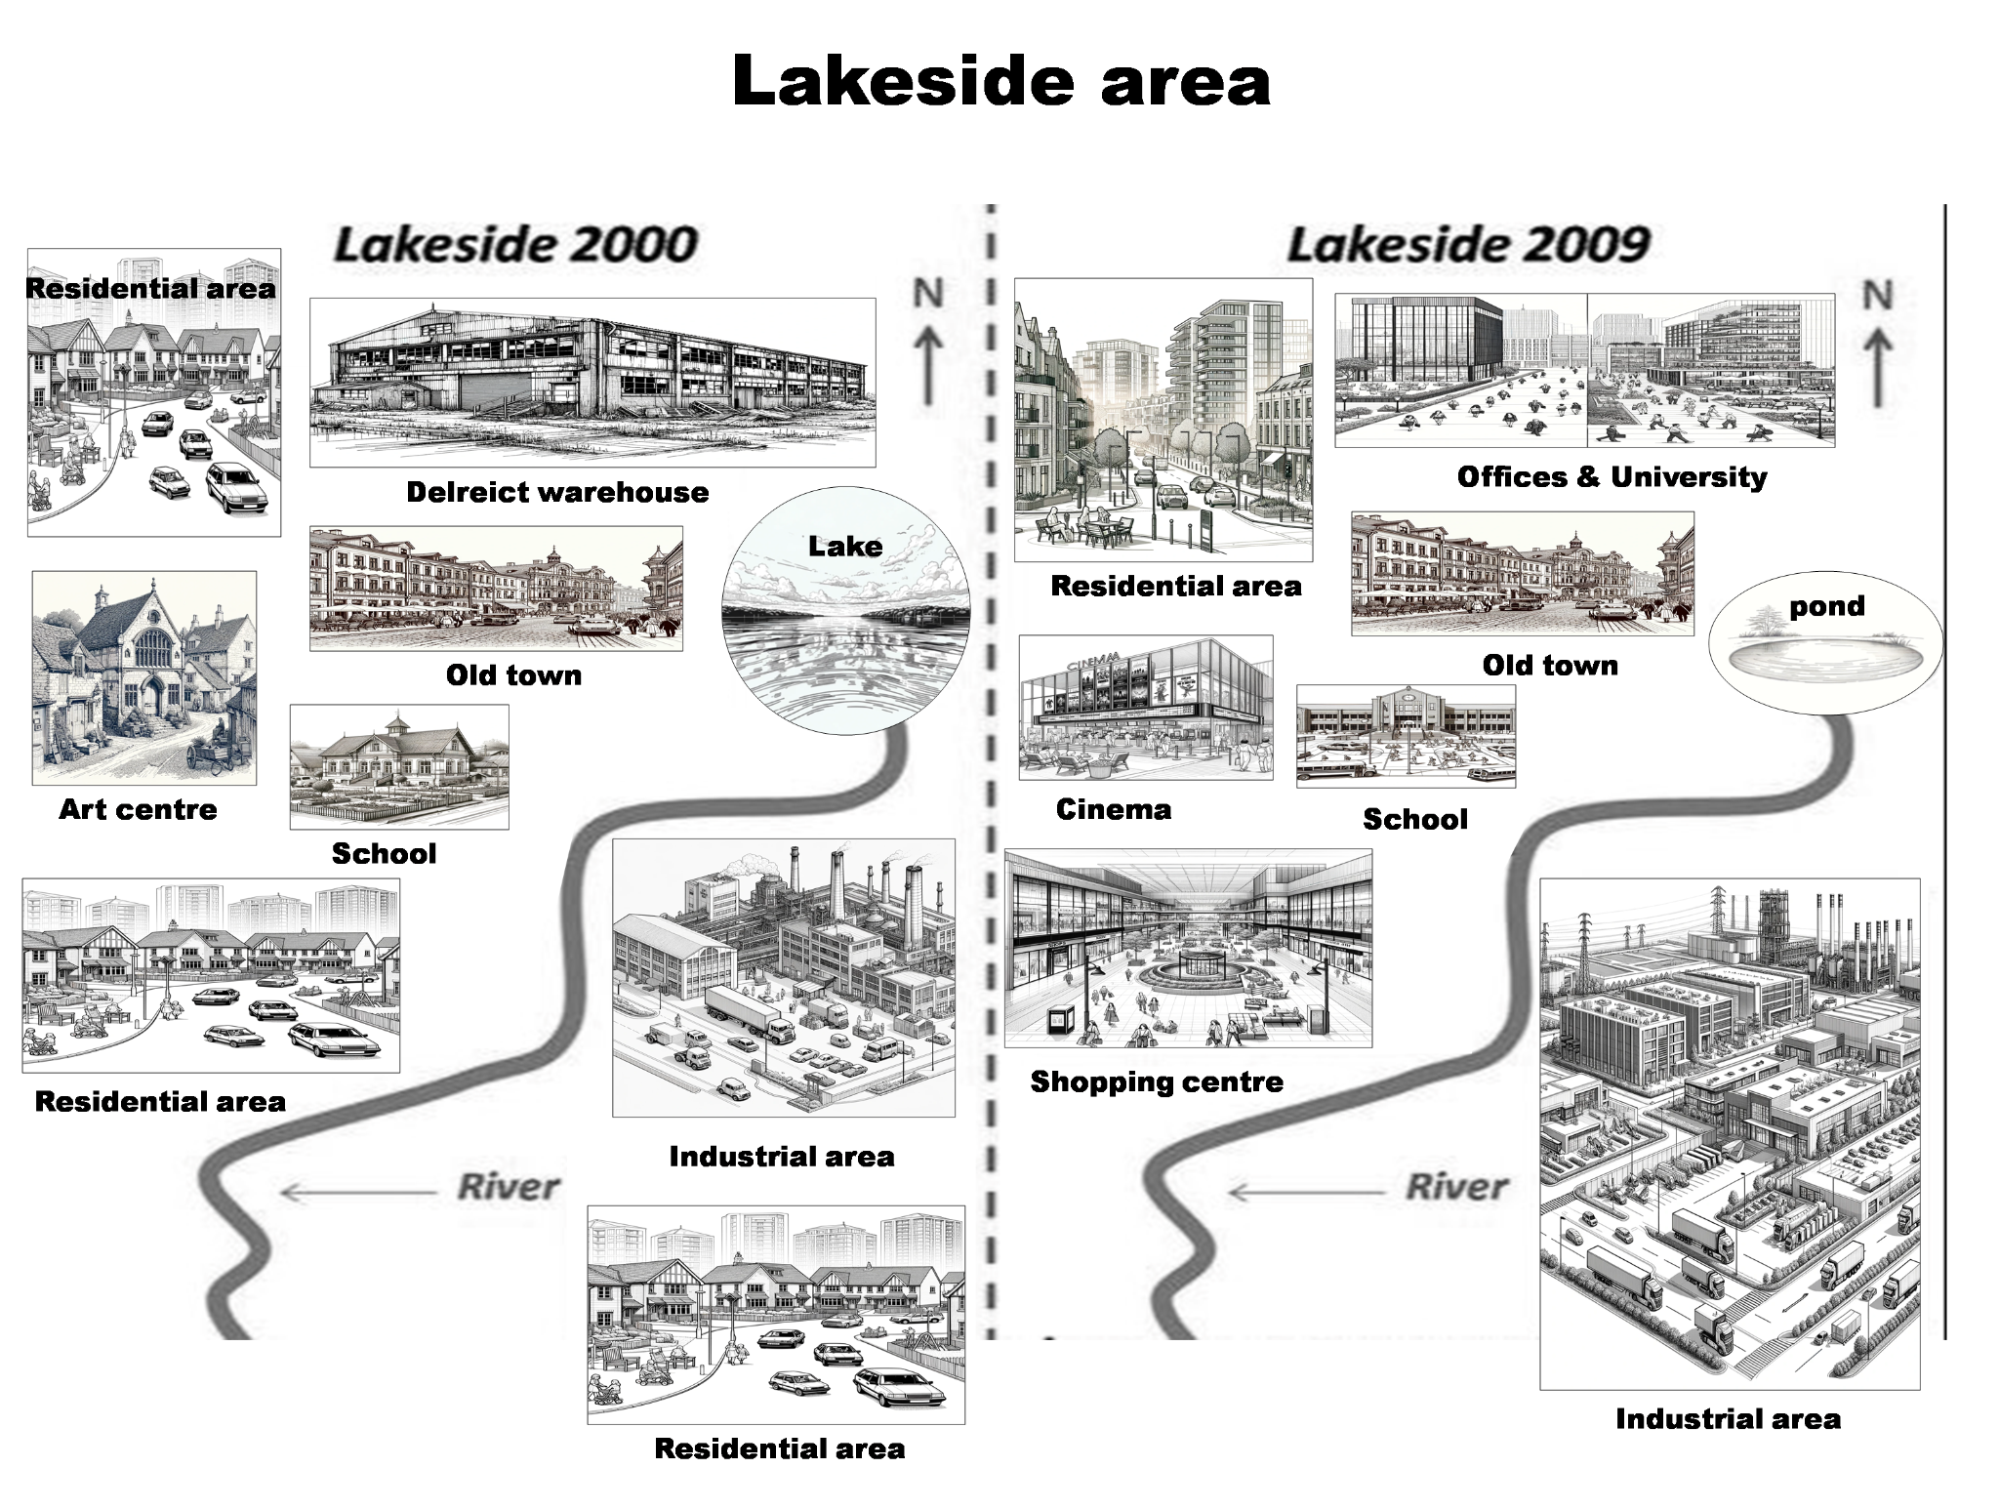 Lakeside area
Lakeside 2000
N
Residential area
Delreict warehouse
Lake
Old town
Art centre
School
Residential area
Industrial area
River
Residential area
Lakeside 2009
N
Offices & University
Residential area
pond
Old town
CINEMA
Cinema
School
Shopping centre
River
Industrial area